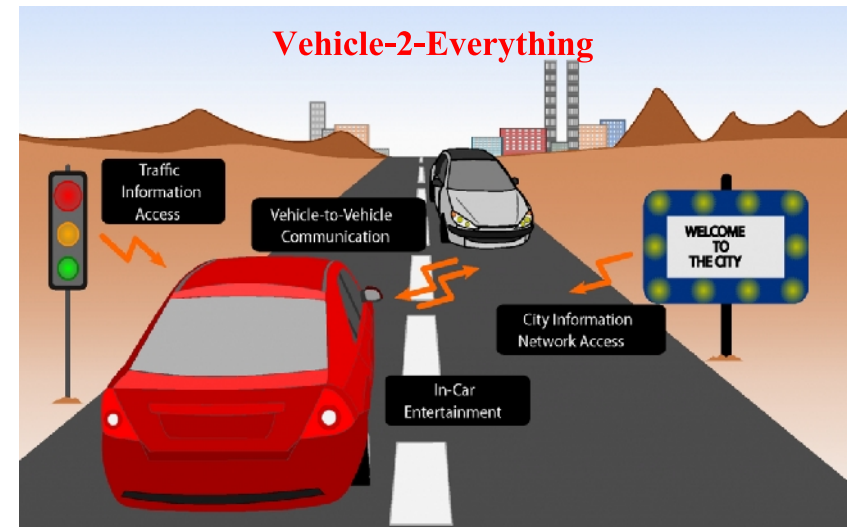 Vehicle-2-Everything
Traffic
Information
Access
Vehicle-to-Vehicle
Communication
WELCOME
TO
THE CITY
City Information
Network Access
In-Car
Entertainment